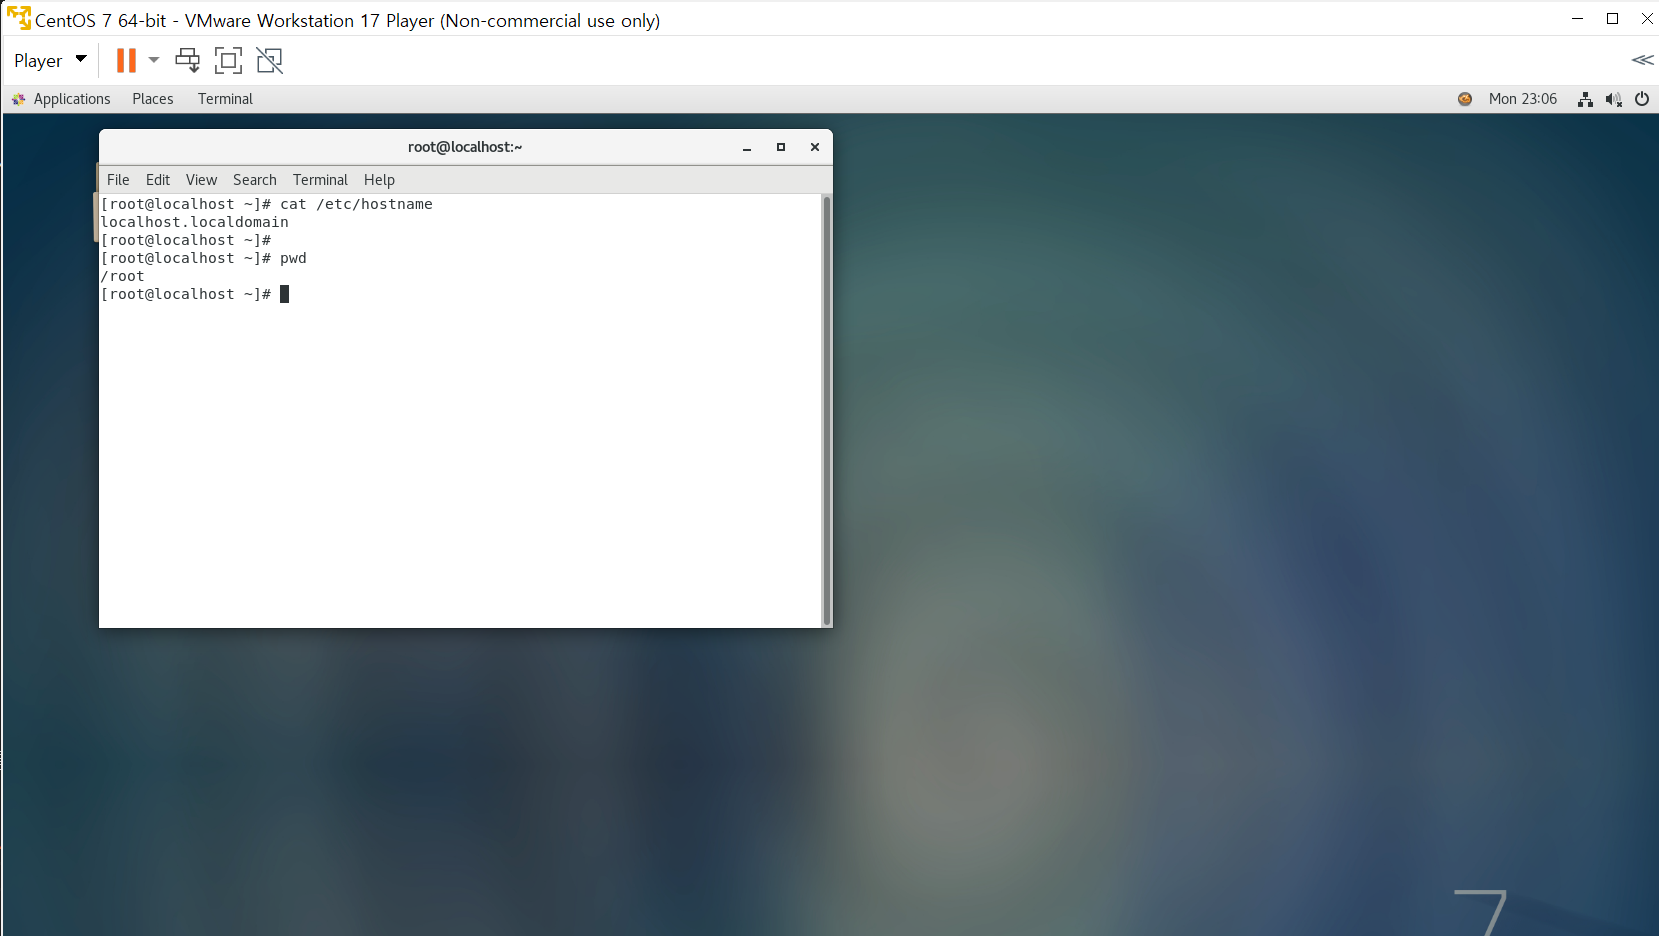 CentOS 7 64-bit - VMware Workstation 17 Player (Non-commercial use only)
Player
Applications Places Terminal Mon 23:06
root@localhost:~
File Edit View Search Terminal Help
[root@localhost ~]# cat /etc/hostname
localhost.localdomain
[root@localhost ~]#
[root@localhost ~]# pwd
/root
[root@localhost ~]#
7